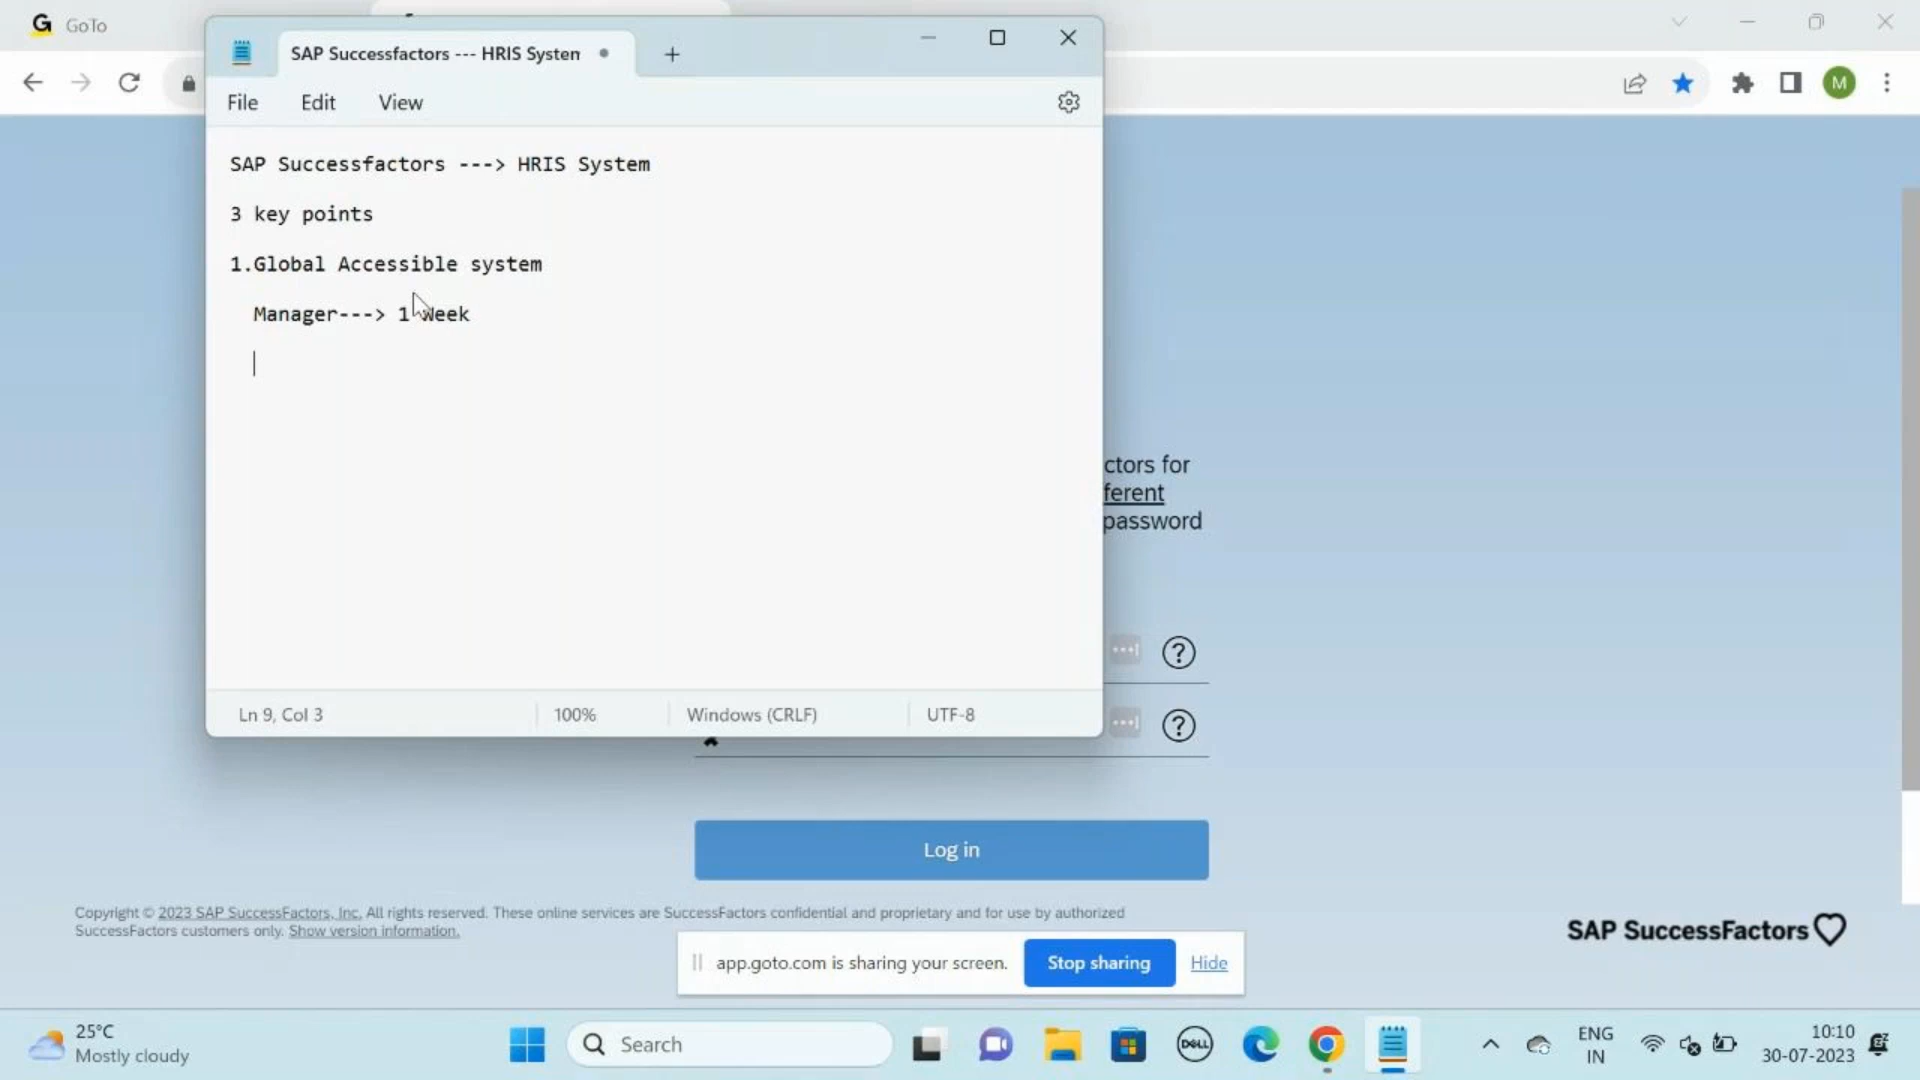 G GoTo
SAP Successfactors --- HRIS Systen
File Edit View
M
SAP Successfactors ---> HRIS System
3 key points
1.Global Accessible system
Manager---> 1 Week
Ln 9, Col 3 100% Windows (CRLF) UTF-8
ctors for
ferent
password
?
?
Log in
Copyright © 2023 SAP SuccessFactors, Inc. All rights reserved. These online services are SuccessFactors confidential and proprietary and for use by authorized
SuccessFactors customers only. Show version information.
SAP SuccessFactors
app.goto.com is sharing your screen. Stop sharing Hide
25°C
Mostly cloudy
Search
DELL
ENG
IN
10:10
30-07-2023